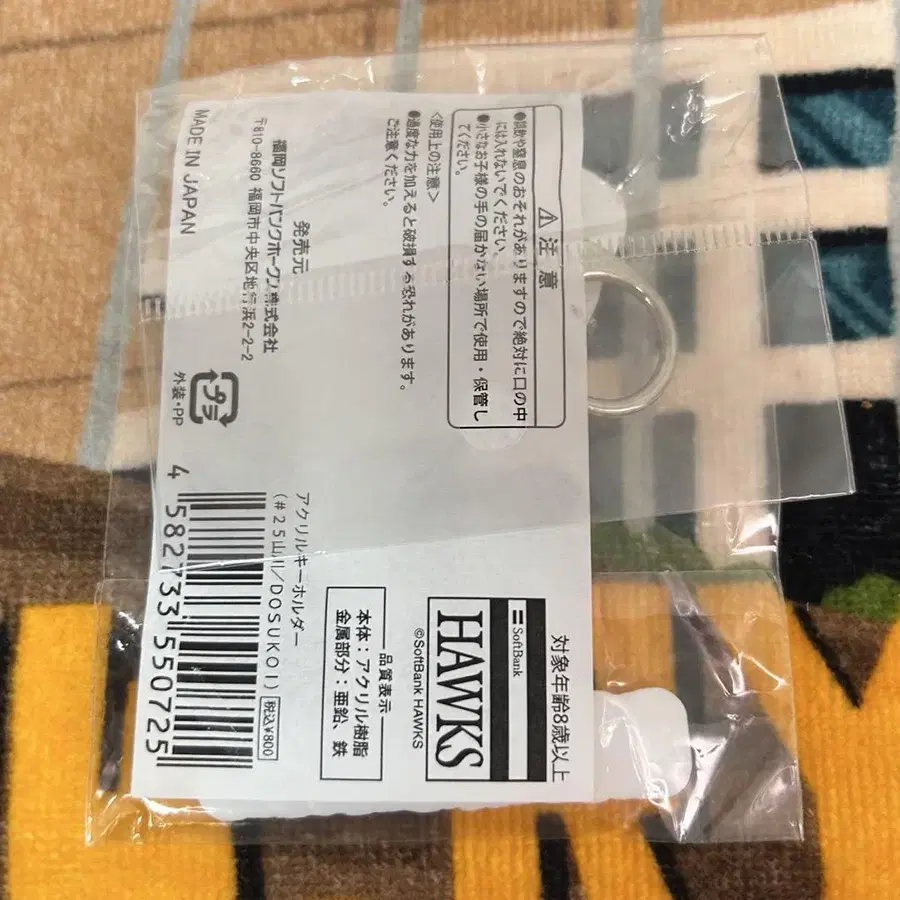 対象年齢8歳以上
⚠ 注 意
●誤飲や窒息のおそれがありますので絶対に口の中
には入れないでください。
●小さなお子様の手の届かない場所で使用・保管し
てください。
<使用上の注意>
●過度な力を加えると破損する恐れがあります。
ご注意ください。
SoftBank
HAWKS
©SoftBank HAWKS
品質表示
本体：アクリル樹脂
金属部分：亜鉛、鉄
アクリルキーホルダー
(＃25山川／DOSUKOI)
税込¥800
発売元
福岡ソフトバンクホークス株式会社
〒810-8660 福岡市中央区地行浜2-2-2
MADE IN JAPAN
プラ
外装・PP
4 582733 550725